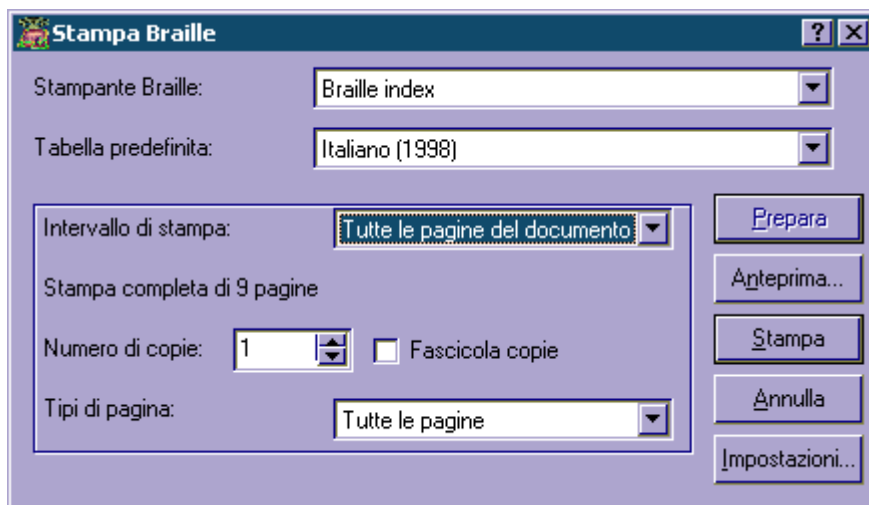 Stampa Braille
Stampante Braille: Braille index
Tabella predefinita: Italiano (1998)
Intervallo di stampa: Tutte le pagine del documento
Stampa completa di 9 pagine
Numero di copie: 1 Fascicola copie
Tipi di pagina: Tutte le pagine
Prepara
Anteprima...
Stampa
Annulla
Impostazioni...